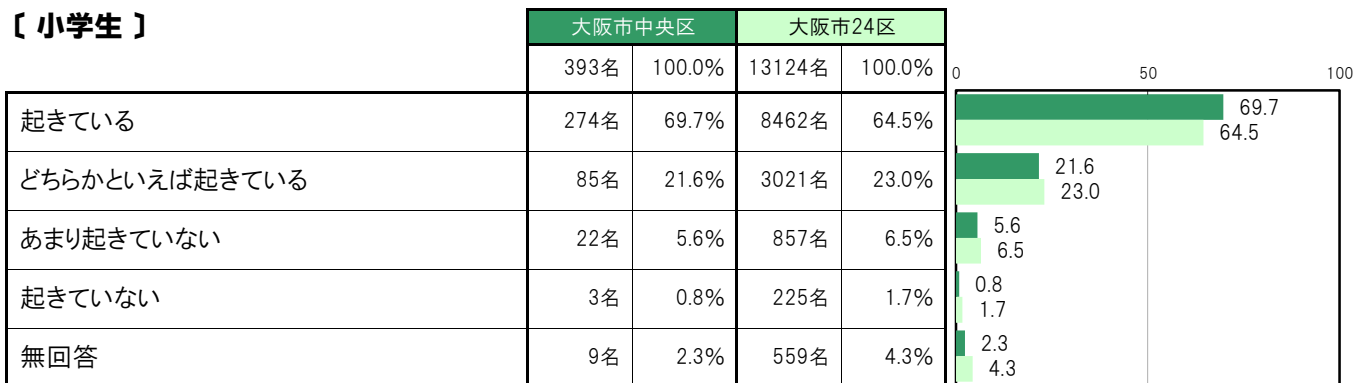 〔 小学生 〕
大阪市中央区 大阪市24区
393名 100.0% 13124名 100.0%
0 50 100
起きている 274名 69.7% 8462名 64.5%
69.7
64.5
どちらかといえば起きている 85名 21.6% 3021名 23.0%
21.6
23.0
あまり起きていない 22名 5.6% 857名 6.5%
5.6
6.5
起きていない 3名 0.8% 225名 1.7%
0.8
1.7
無回答 9名 2.3% 559名 4.3%
2.3
4.3